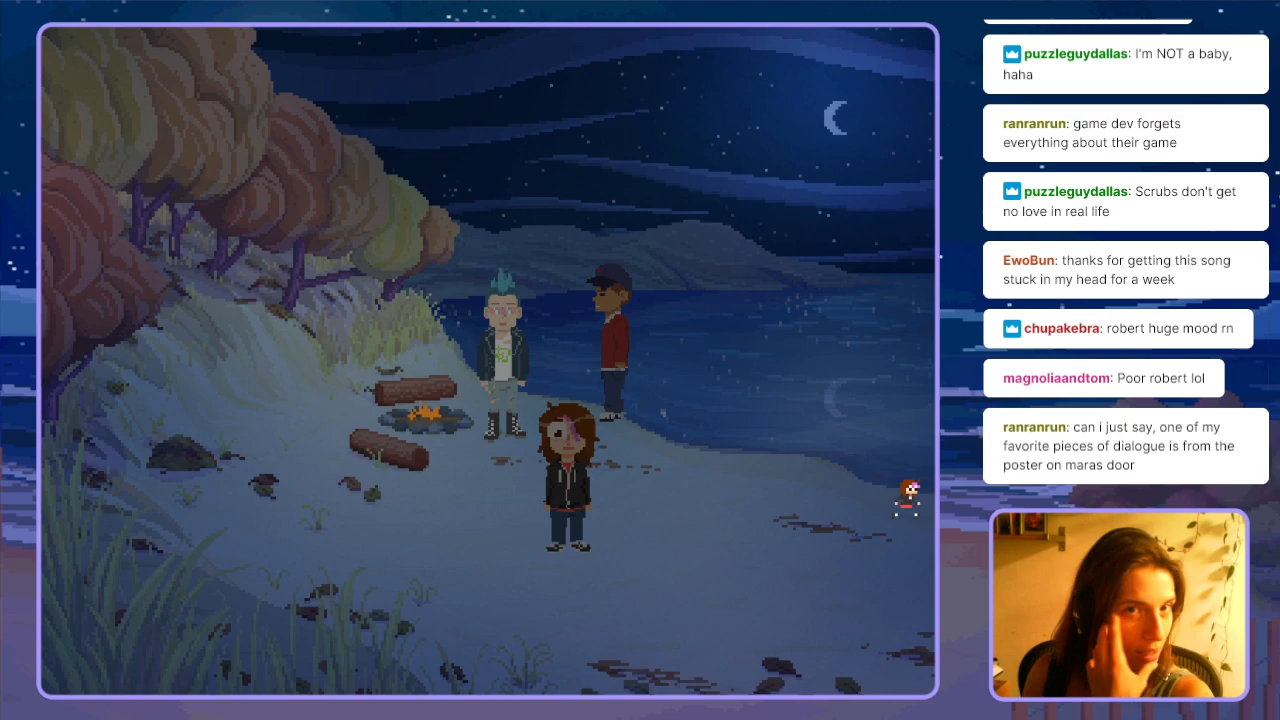 puzzleguydallas: I'm NOT a baby,
haha
ranranrun: game dev forgets
everything about their game
puzzleguydallas: Scrubs don't get
no love in real life
EwoBun: thanks for getting this song
stuck in my head for a week
chupakebra: robert huge mood rn
magnoliaandtom: Poor robert lol
ranranrun: can i just say, one of my
favorite pieces of dialogue is from the
poster on maras door